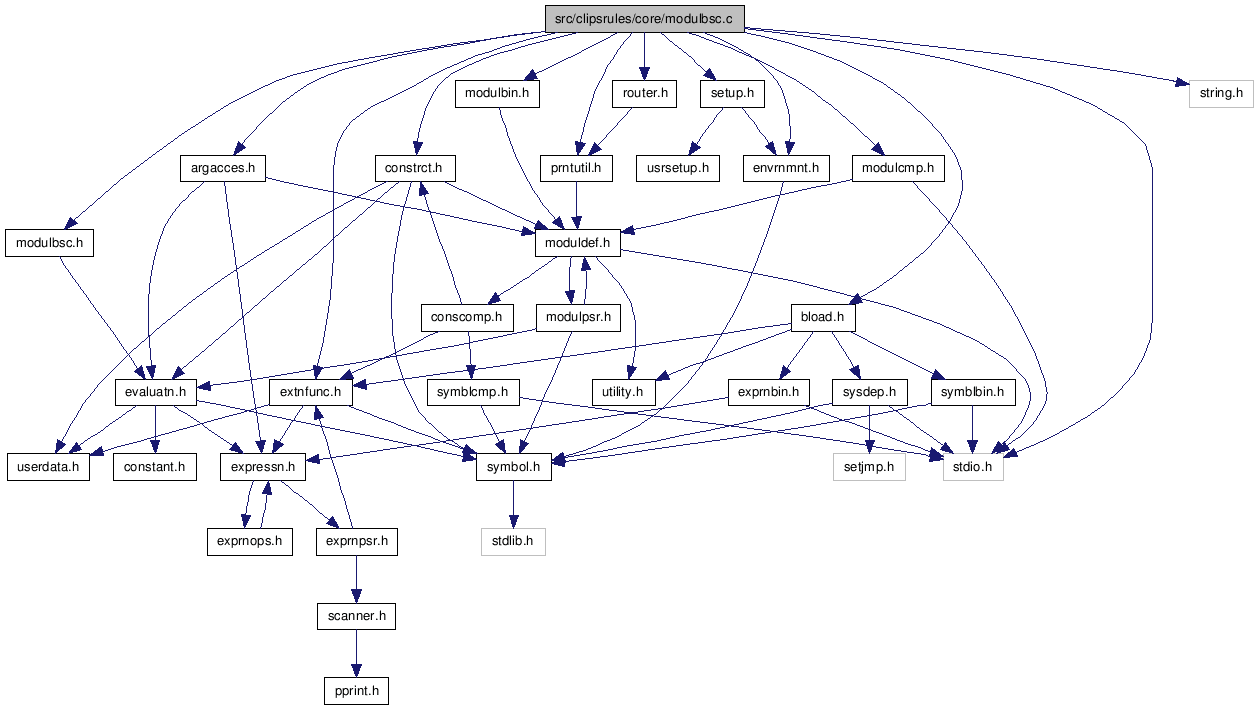 src/clipsrules/core/modulbsc.c
modulbin.h
router.h
setup.h
string.h
argacces.h
constrct.h
prntutil.h
usrsetup.h
envrnmnt.h
modulcmp.h
modulbsc.h
moduldef.h
conscomp.h
modulpsr.h
bload.h
evaluatn.h
extnfunc.h
symblcmp.h
utility.h
exprnbin.h
sysdep.h
symblbin.h
userdata.h
constant.h
expressn.h
symbol.h
setjmp.h
stdio.h
exprnops.h
exprnpsr.h
stdlib.h
scanner.h
pprint.h